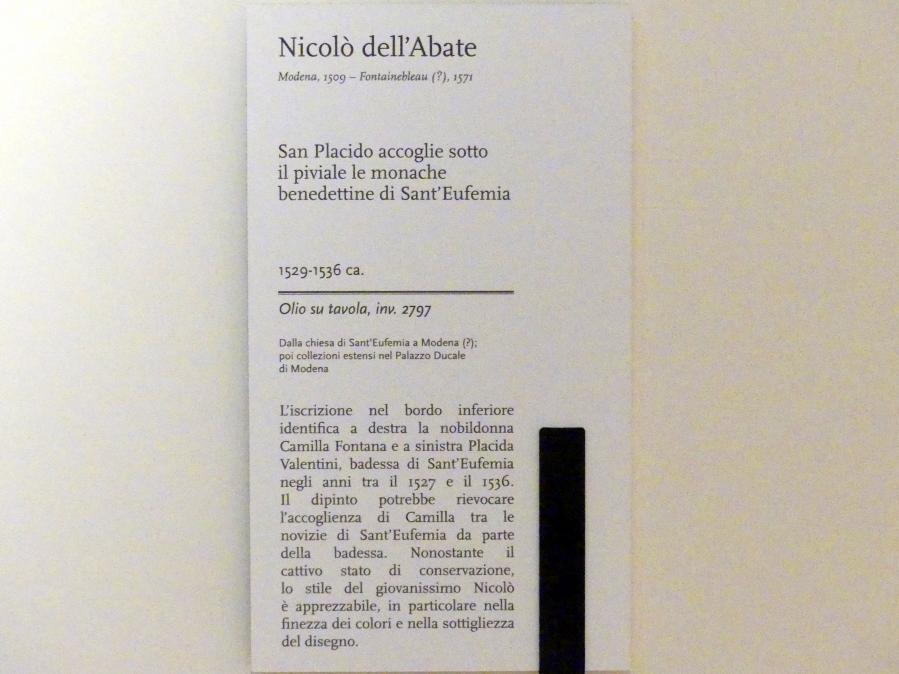 Nicolò dell'Abate
Modena, 1509 – Fontainebleau (?), 1571
San Placido accoglie sotto
il piviale le monache
benedettine di Sant'Eufemia
1529-1536 ca.
Olio su tavola, inv. 2797
Dalla chiesa di Sant'Eufemia a Modena (?);
poi collezioni estensi nel Palazzo Ducale
di Modena
L'iscrizione nel bordo inferiore
identifica a destra la nobildonna
Camilla Fontana e a sinistra Placida
Valentini, badessa di Sant'Eufemia
negli anni tra il 1527 e il 1536.
Il dipinto potrebbe rievocare
l'accoglienza di Camilla tra le
novizie di Sant'Eufemia da parte
della badessa. Nonostante il
cattivo stato di conservazione,
lo stile del giovanissimo Nicolò
è apprezzabile, in particolare nella
finezza dei colori e nella sottigliezza
del disegno.